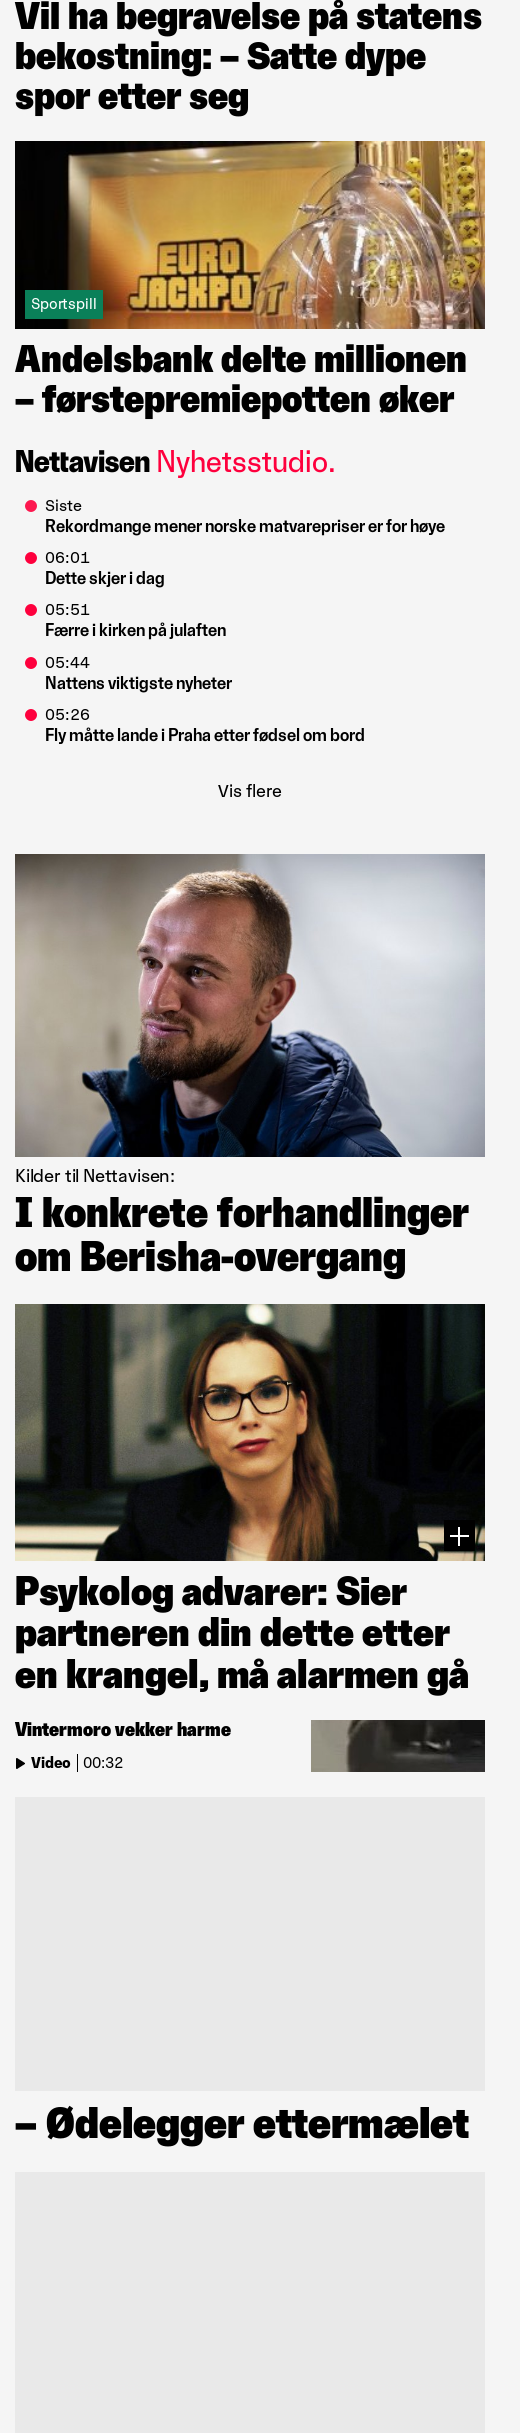 Vil ha begravelse på statens
bekostning: – Satte dype
spor etter seg
EURO
JACKPOT
Sportspill
Andelsbank delte millionen
– førstepremiepotten øker
Nettavisen Nyhetsstudio.
Siste
Rekordmange mener norske matvarepriser er for høye
06:01
Dette skjer i dag
05:51
Færre i kirken på julaften
05:44
Nattens viktigste nyheter
05:26
Fly måtte lande i Praha etter fødsel om bord
Vis flere
Kilder til Nettavisen:
I konkrete forhandlinger
om Berisha-overgang
Psykolog advarer: Sier
partneren din dette etter
en krangel, må alarmen gå
Vintermoro vekker harme
Video 00:32
– Ødelegger ettermælet